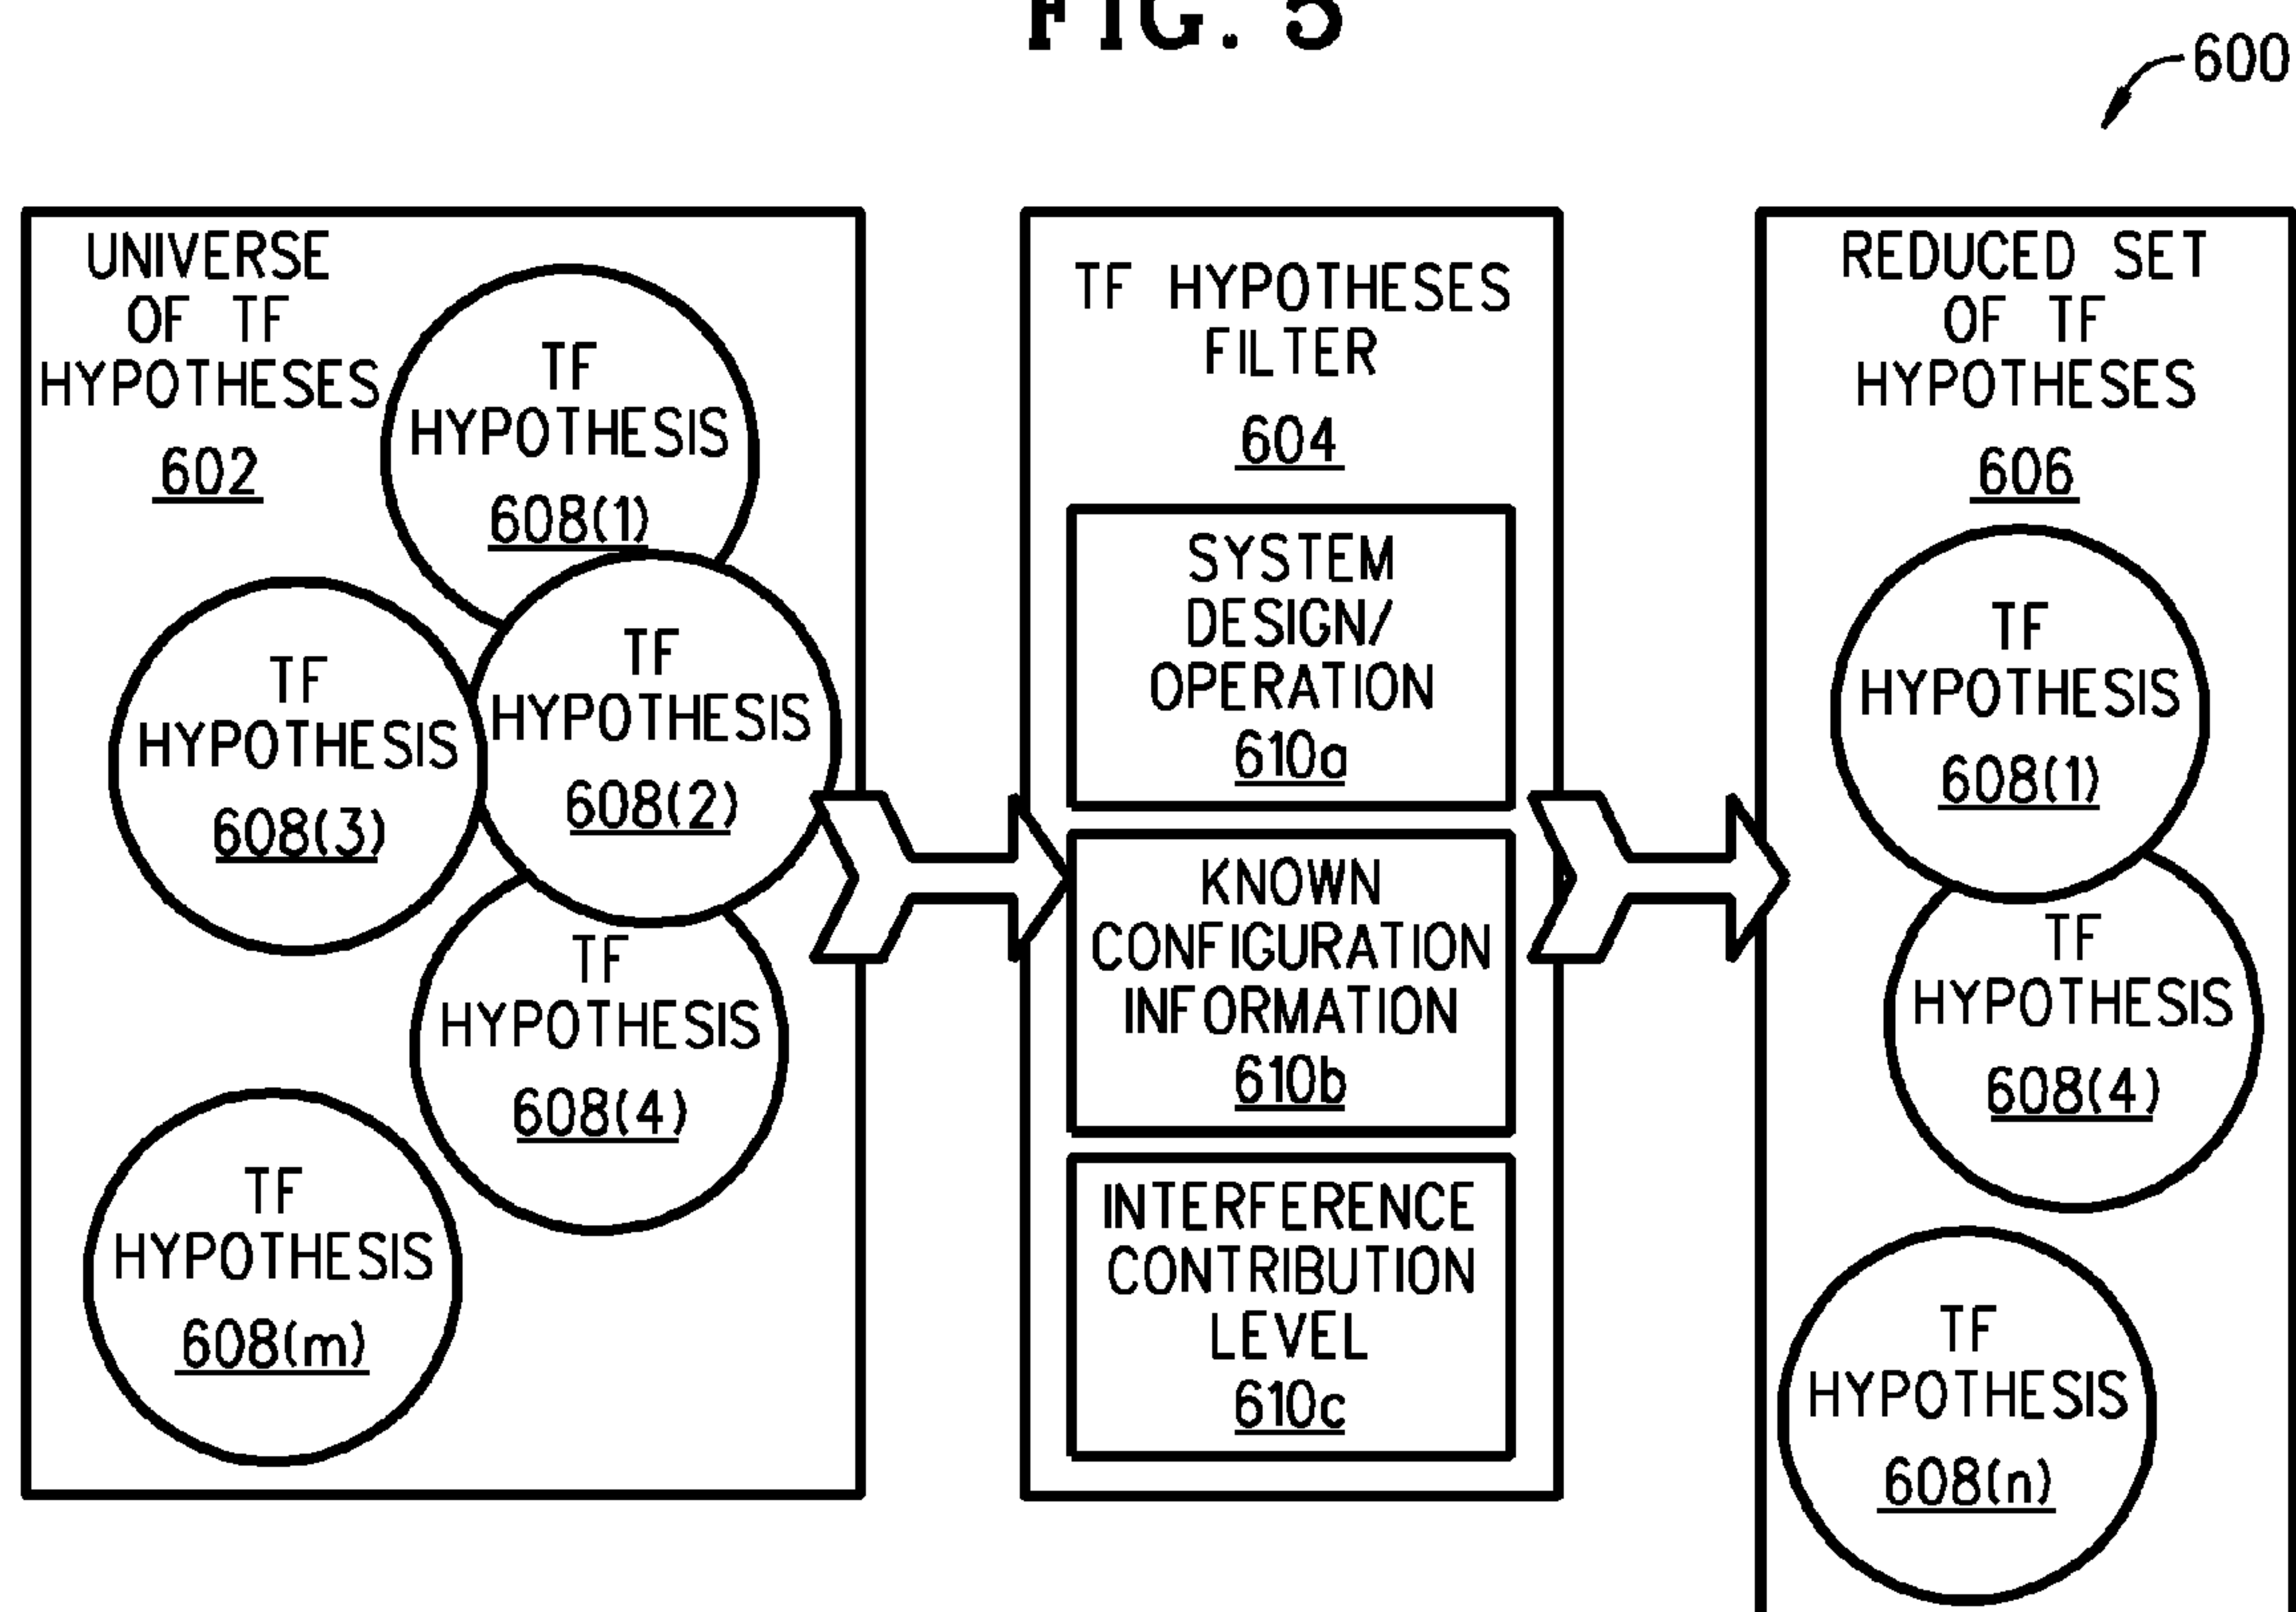 FIG. 5
600
UNIVERSE
OF TF
HYPOTHESES
602
TF
HYPOTHESIS
608(1)
TF
HYPOTHESIS
608(2)
TF
HYPOTHESIS
608(3)
TF
HYPOTHESIS
608(4)
TF
HYPOTHESIS
608(m)
TF HYPOTHESES
FILTER
604
SYSTEM
DESIGN/
OPERATION
610a
KNOWN
CONFIGURATION
INFORMATION
610b
INTERFERENCE
CONTRIBUTION
LEVEL
610c
REDUCED SET
OF TF
HYPOTHESES
606
TF
HYPOTHESIS
608(1)
TF
HYPOTHESIS
608(4)
TF
HYPOTHESIS
608(n)